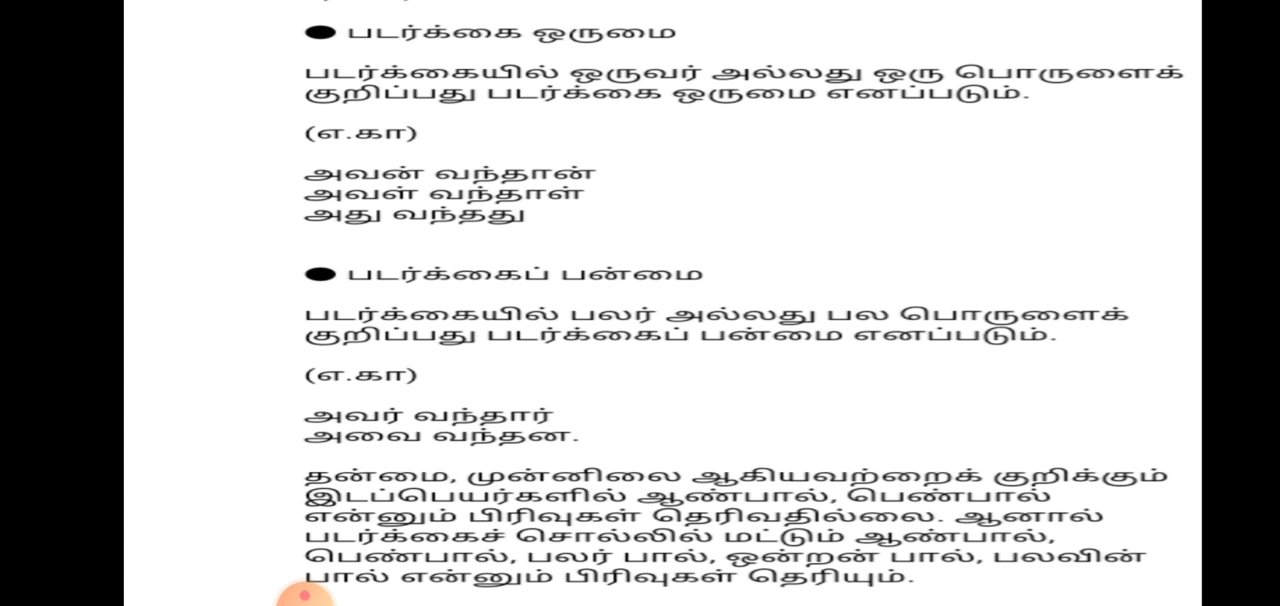 ● படர்க்கை ஒருமை
படர்க்கையில் ஒருவர் அல்லது ஒரு பொருளைக்
குறிப்பது படர்க்கை ஒருமை எனப்படும்.
(எ.கா)
அவன் வந்தான்
அவள் வந்தாள்
அது வந்தது
● படர்க்கைப் பன்மை
படர்க்கையில் பலர் அல்லது பல பொருளைக்
குறிப்பது படர்க்கைப் பன்மை எனப்படும்.
(எ.கா)
அவர் வந்தார்
அவை வந்தன.
தன்மை, முன்னிலை ஆகியவற்றைக் குறிக்கும்
இடப்பெயர்களில் ஆண்பால், பெண்பால்
என்னும் பிரிவுகள் தெரிவதில்லை. ஆனால்
படர்க்கைச் சொல்லில் மட்டும் ஆண்பால்,
பெண்பால், பலர் பால், ஒன்றன் பால், பலவின்
பால் என்னும் பிரிவுகள் தெரியும்.